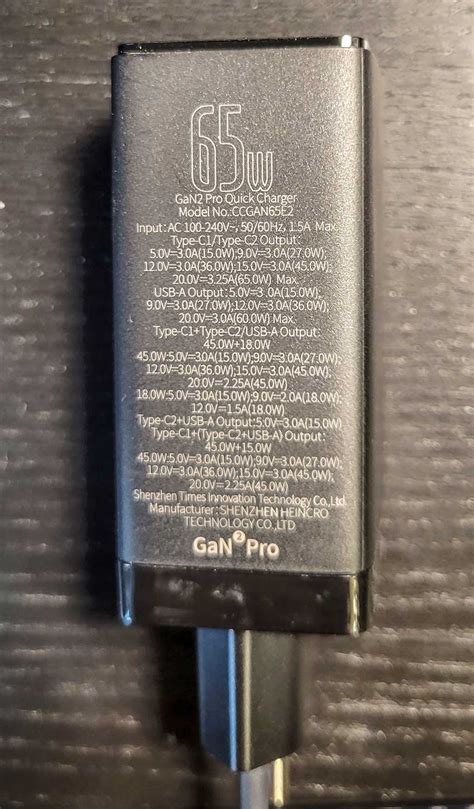 65w
GaN2 Pro Quick Charger
Model No.:CCGAN65E2
Input: AC 100-240V~, 50/60Hz, 1.5A Max.
Type-C1/Type-C2 Output:
5.0V⎓3.0A(15.0W);9.0V⎓3.0A(27.0W);
12.0V⎓3.0A(36.0W);15.0V⎓3.0A(45.0W);
20.0V⎓3.25A(65.0W) Max.
USB-A Output:5.0V⎓3.0A(15.0W);
9.0V⎓3.0A(27.0W);12.0V⎓3.0A(36.0W);
20.0V⎓3.0A(60.0W) Max.
Type-C1+Type-C2/USB-A Output:
45.0W+18.0W
45.0W:5.0V⎓3.0A(15.0W);9.0V⎓3.0A(27.0W);
12.0V⎓3.0A(36.0W);15.0V⎓3.0A(45.0W);
20.0V⎓2.25A(45.0W)
18.0W:5.0V⎓3.0A(15.0W);9.0V⎓2.0A(18.0W);
12.0V⎓1.5A(18.0W)
Type-C2+USB-A Output:5.0V⎓3.0A(15.0W)
Type-C1+(Type-C2+USB-A) Output:
45.0W+15.0W
45.0W:5.0V⎓3.0A(15.0W);9.0V⎓3.0A(27.0W);
12.0V⎓3.0A(36.0W);15.0V⎓3.0A(45.0W);
20.0V⎓2.25A(45.0W)
Shenzhen Times Innovation Technology Co.,Ltd.
Manufacturer: SHENZHEN HEINCRO
TECHNOLOGY CO.,LTD
GaN² Pro